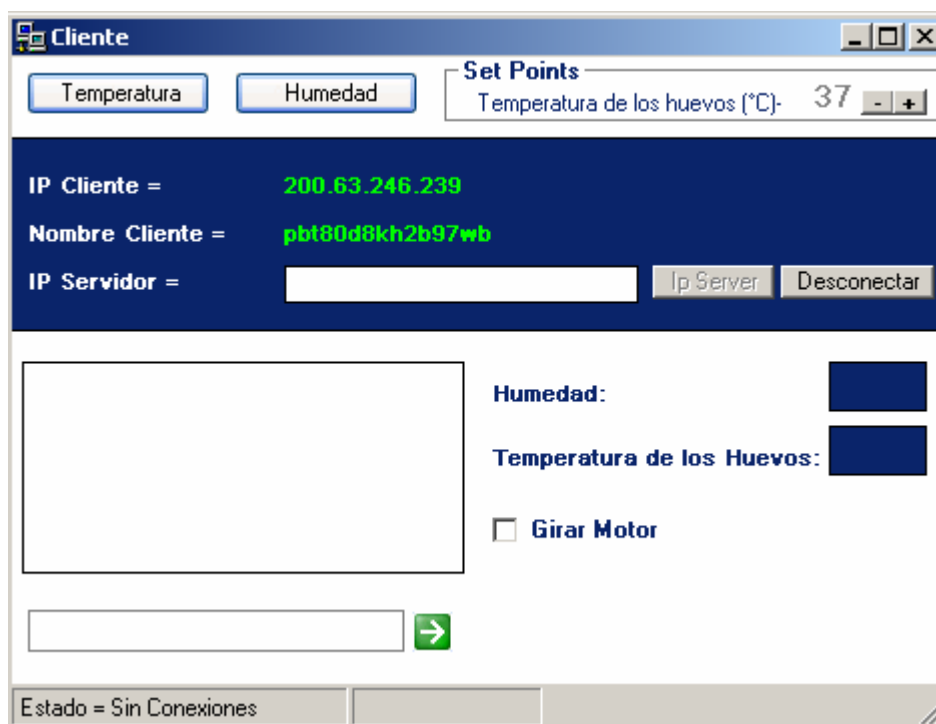 Cliente
Temperatura Humedad
Set Points
Temperatura de los huevos (°C)- 37 - +
IP Cliente = 200.63.246.239
Nombre Cliente = pbt80d8kh2b97wb
IP Servidor = Ip Server Desconectar
Humedad:
Temperatura de los Huevos:
Girar Motor
Estado = Sin Conexiones